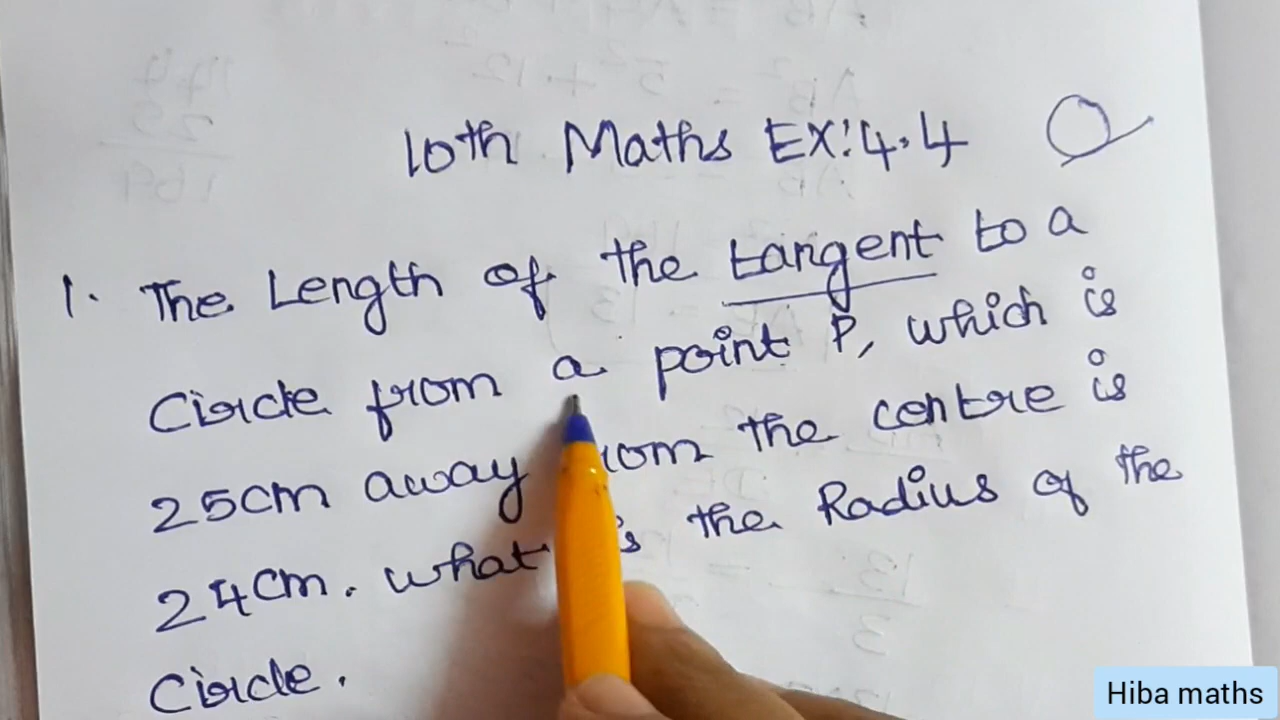 10th Maths EX:4.4
1. The Length of the tangent to a
Circle from a point P, which is
25cm away from the centre is
24cm. what is the Radius of the
Circle.
Hiba maths